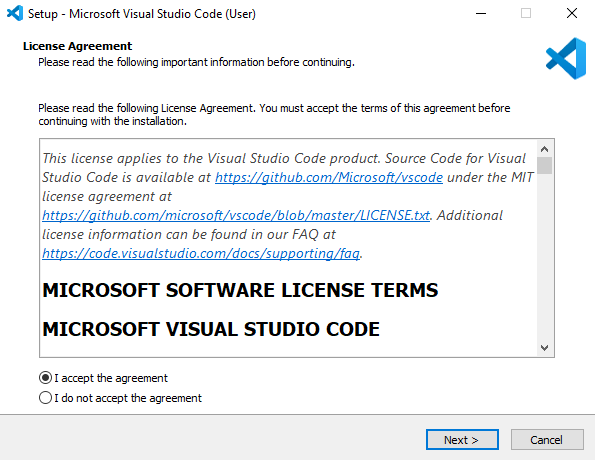 Setup - Microsoft Visual Studio Code (User)
License Agreement
Please read the following important information before continuing.
Please read the following License Agreement. You must accept the terms of this agreement before
continuing with the installation.
This license applies to the Visual Studio Code product. Source Code for Visual
Studio Code is available at https://github.com/Microsoft/vscode under the MIT
license agreement at
https://github.com/microsoft/vscode/blob/master/LICENSE.txt. Additional
license information can be found in our FAQ at
https://code.visualstudio.com/docs/supporting/faq.
MICROSOFT SOFTWARE LICENSE TERMS
MICROSOFT VISUAL STUDIO CODE
I accept the agreement
I do not accept the agreement
Next >
Cancel